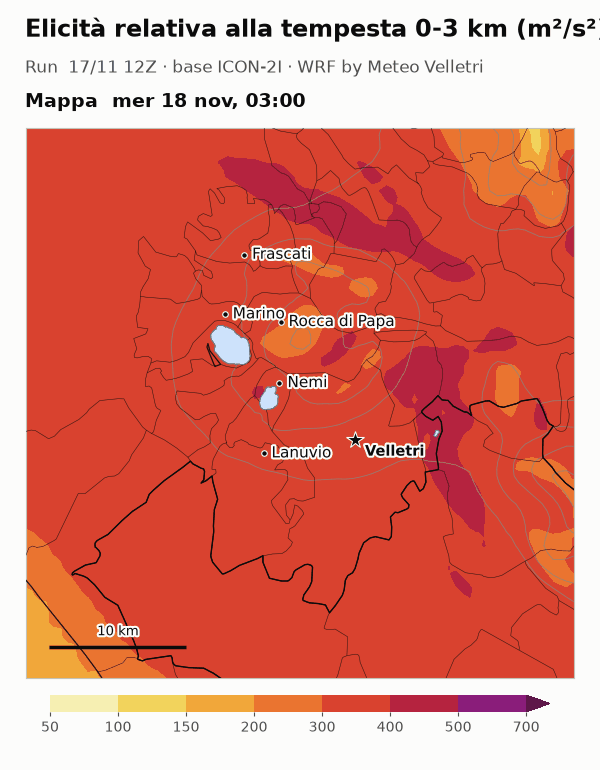 Elicità relativa alla tempesta 0-3 km (m²/s²)
Run 17/11 12Z · base ICON-2I · WRF by Meteo Velletri
Mappa mer 18 nov, 03:00
Frascati
Marino
Rocca di Papa
Nemi
Velletri
Lanuvio
10 km
50 100 150 200 300 400 500 700